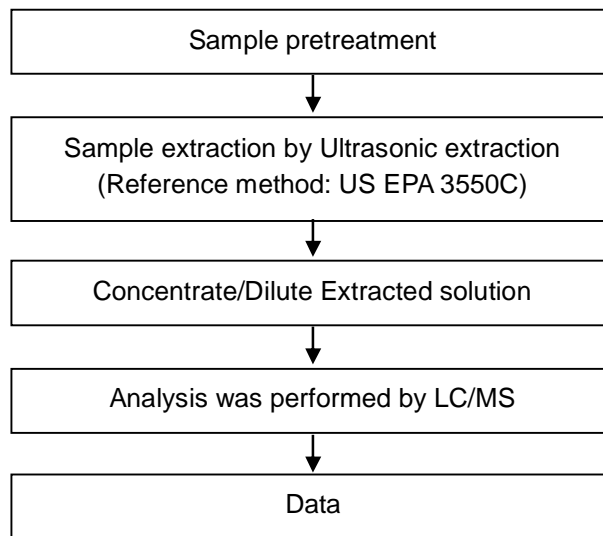 Sample pretreatment
Sample extraction by Ultrasonic extraction
(Reference method: US EPA 3550C)
Concentrate/Dilute Extracted solution
Analysis was performed by LC/MS
Data